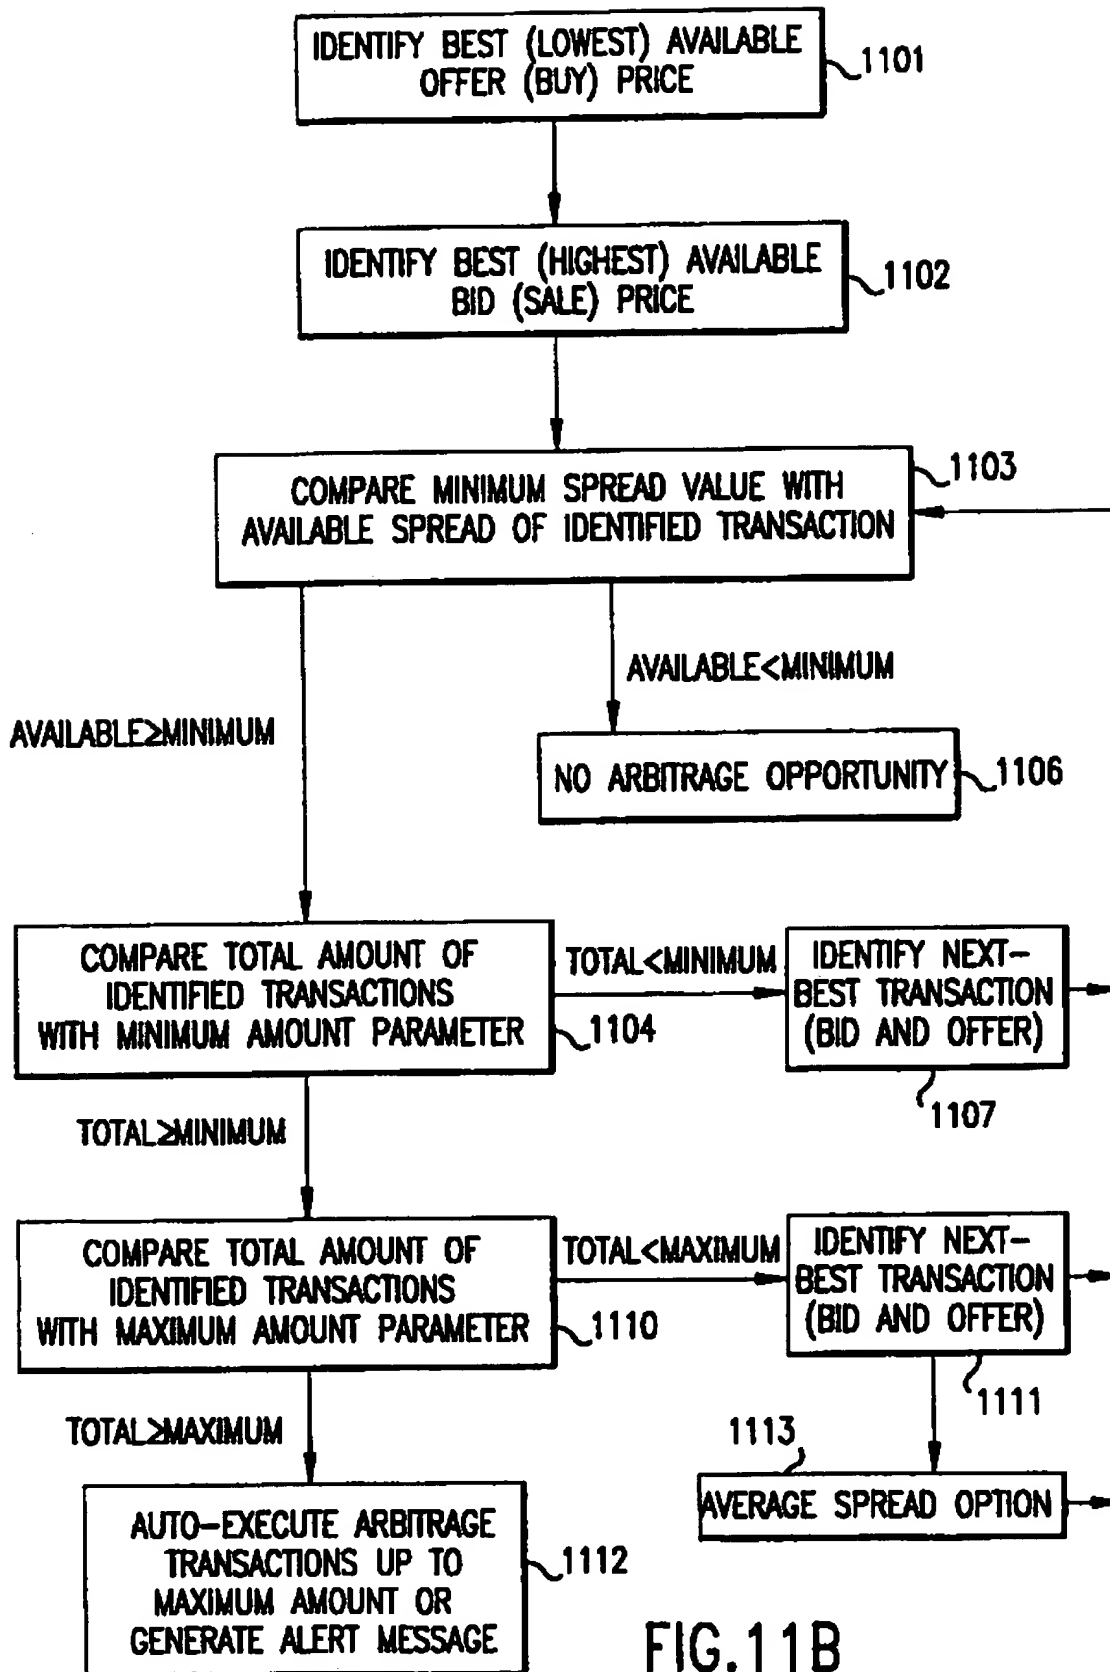 IDENTIFY BEST (LOWEST) AVAILABLE
OFFER (BUY) PRICE
1101
IDENTIFY BEST (HIGHEST) AVAILABLE
BID (SALE) PRICE
1102
COMPARE MINIMUM SPREAD VALUE WITH
AVAILABLE SPREAD OF IDENTIFIED TRANSACTION
1103
AVAILABLE<MINIMUM
AVAILABLE≥MINIMUM
NO ARBITRAGE OPPORTUNITY
1106
COMPARE TOTAL AMOUNT OF
IDENTIFIED TRANSACTIONS
WITH MINIMUM AMOUNT PARAMETER
1104
TOTAL<MINIMUM
IDENTIFY NEXT-
BEST TRANSACTION
(BID AND OFFER)
1107
TOTAL≥MINIMUM
COMPARE TOTAL AMOUNT OF
IDENTIFIED TRANSACTIONS
WITH MAXIMUM AMOUNT PARAMETER
1110
TOTAL<MAXIMUM
IDENTIFY NEXT-
BEST TRANSACTION
(BID AND OFFER)
1111
TOTAL≥MAXIMUM
1113
AVERAGE SPREAD OPTION
AUTO-EXECUTE ARBITRAGE
TRANSACTIONS UP TO
MAXIMUM AMOUNT OR
GENERATE ALERT MESSAGE
1112
FIG.11B